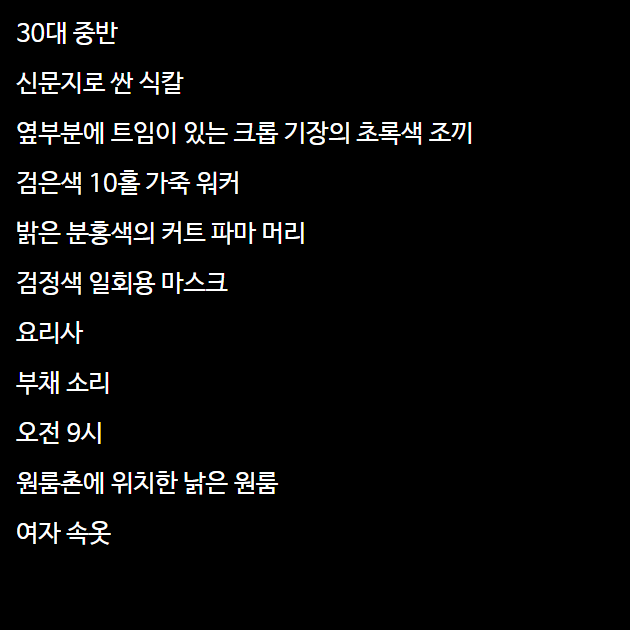 30대 중반
신문지로 싼 식칼
옆부분에 트임이 있는 크롭 기장의 초록색 조끼
검은색 10홀 가죽 워커
밝은 분홍색의 커트 파마 머리
검정색 일회용 마스크
요리사
부채 소리
오전 9시
원룸촌에 위치한 낡은 원룸
여자 속옷